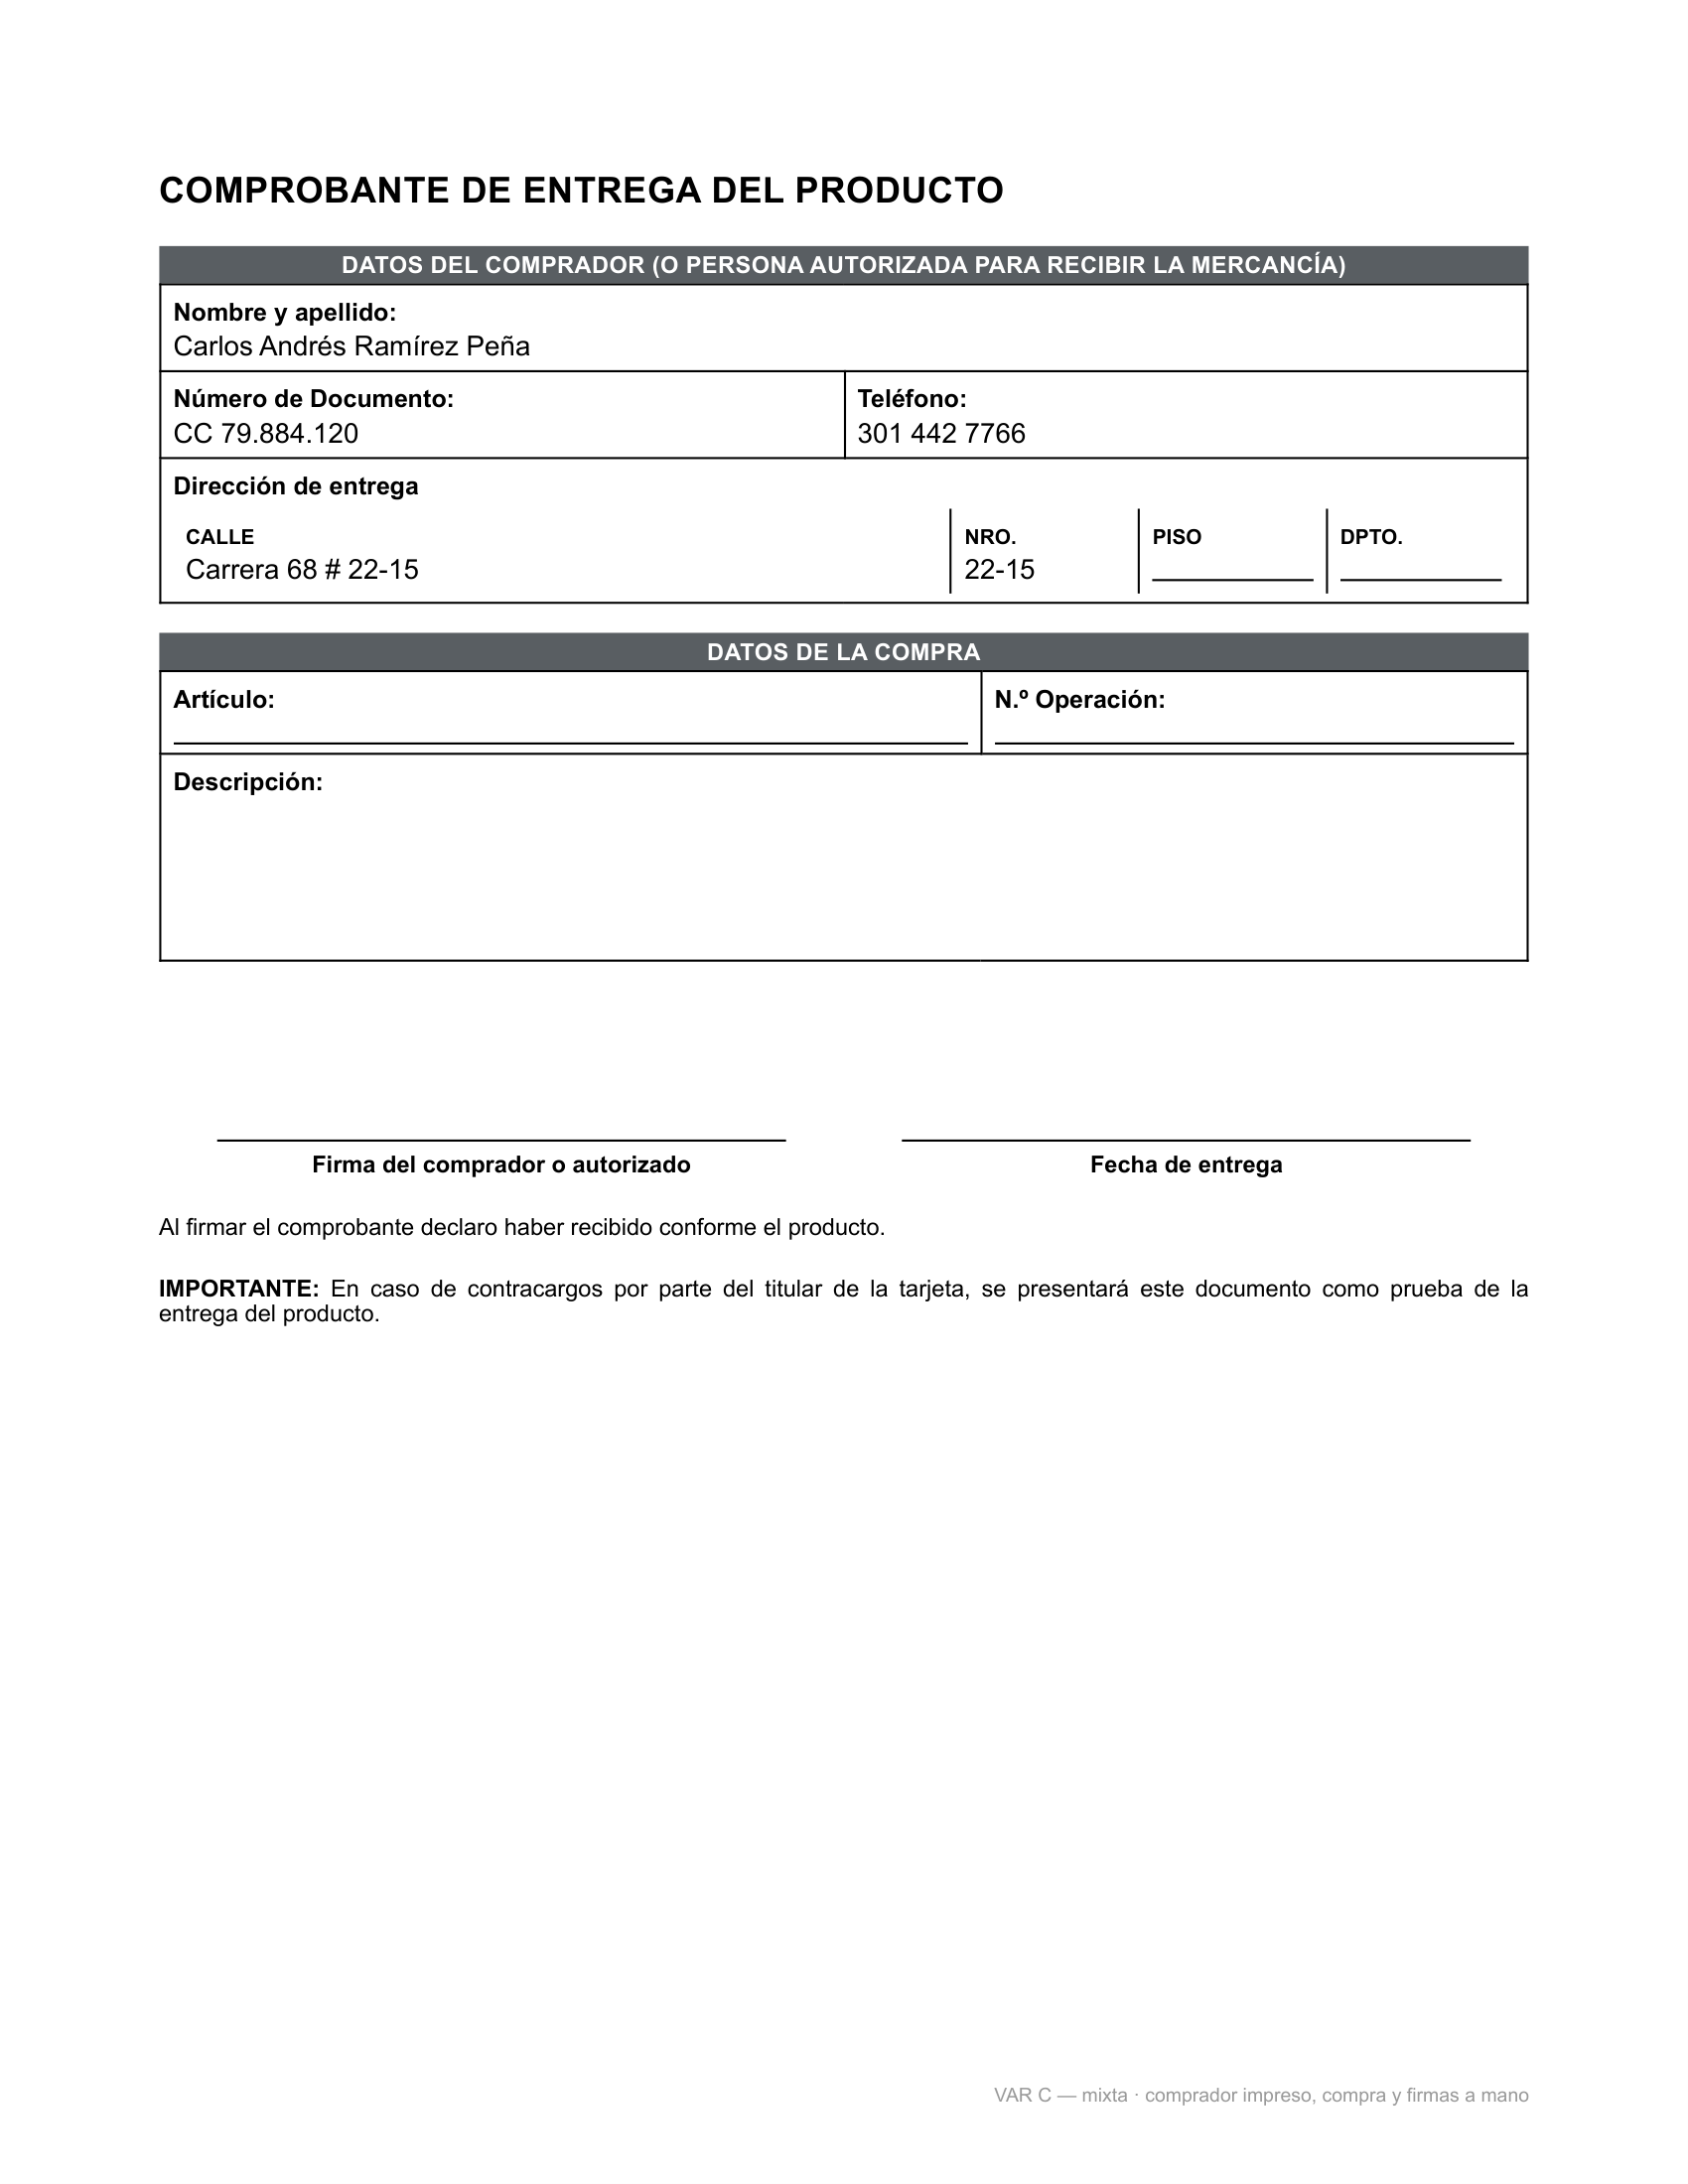 COMPROBANTE DE ENTREGA DEL PRODUCTO
DATOS DEL COMPRADOR (O PERSONA AUTORIZADA PARA RECIBIR LA MERCANCÍA)
Nombre y apellido:
Carlos Andrés Ramírez Peña
Número de Documento:
CC 79.884.120
Teléfono:
301 442 7766
Dirección de entrega
CALLE
Carrera 68 # 22-15
NRO.
22-15
PISO
DPTO.
DATOS DE LA COMPRA
Artículo:
N.º Operación:
Descripción:
Firma del comprador o autorizado
Fecha de entrega
Al firmar el comprobante declaro haber recibido conforme el producto.
IMPORTANTE: En caso de contracargos por parte del titular de la tarjeta, se presentará este documento como prueba de la
entrega del producto.
VAR C — mixta · comprador impreso, compra y firmas a mano